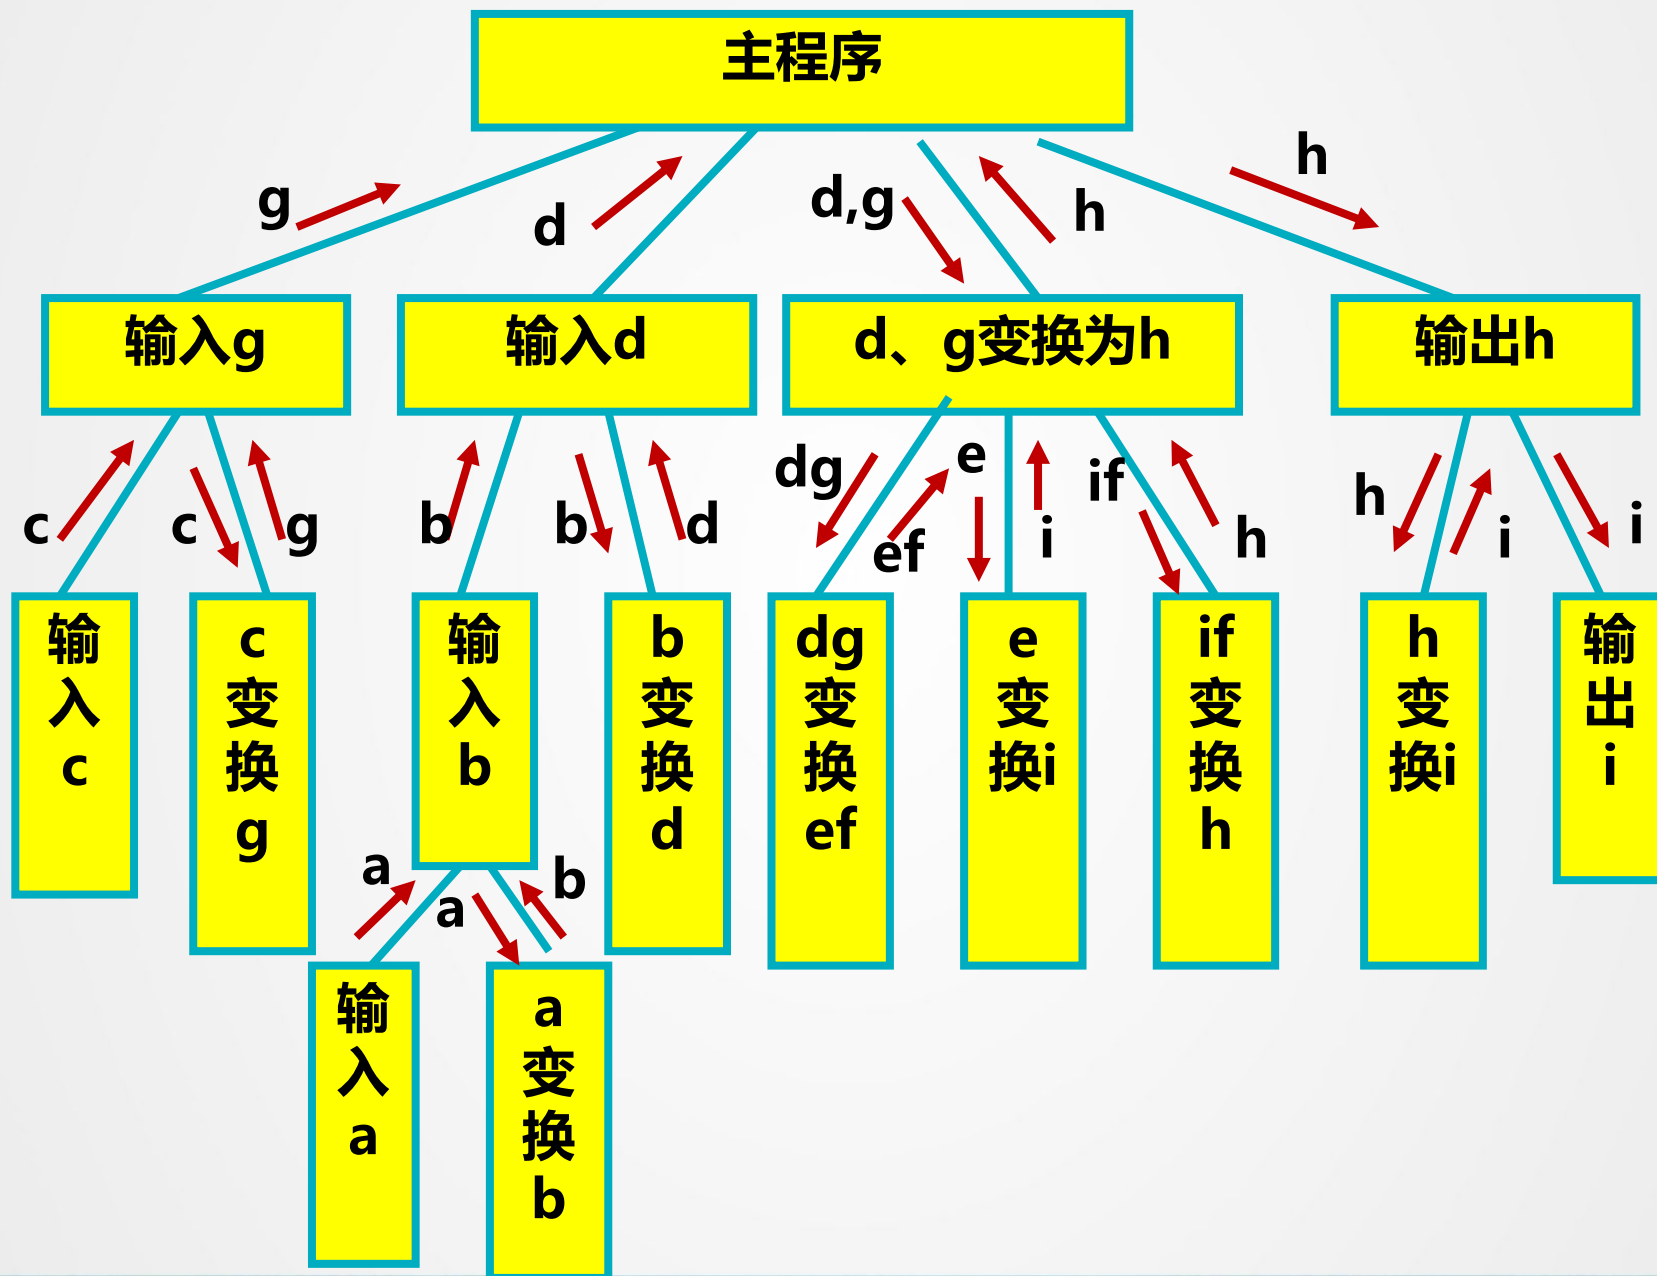 主程序
h
g
d
d,g
h
输入g
输入d
d、g变换为h
输出h
c
c
g
b
b
d
dg
ef
e
i
if
h
h
i
i
输
入
c
c
变
换
g
输
入
b
b
变
换
d
dg
变
换
ef
e
变
换i
if
变
换
h
h
变
换i
输
出
i
a
a
b
输
入
a
a
变
换
b